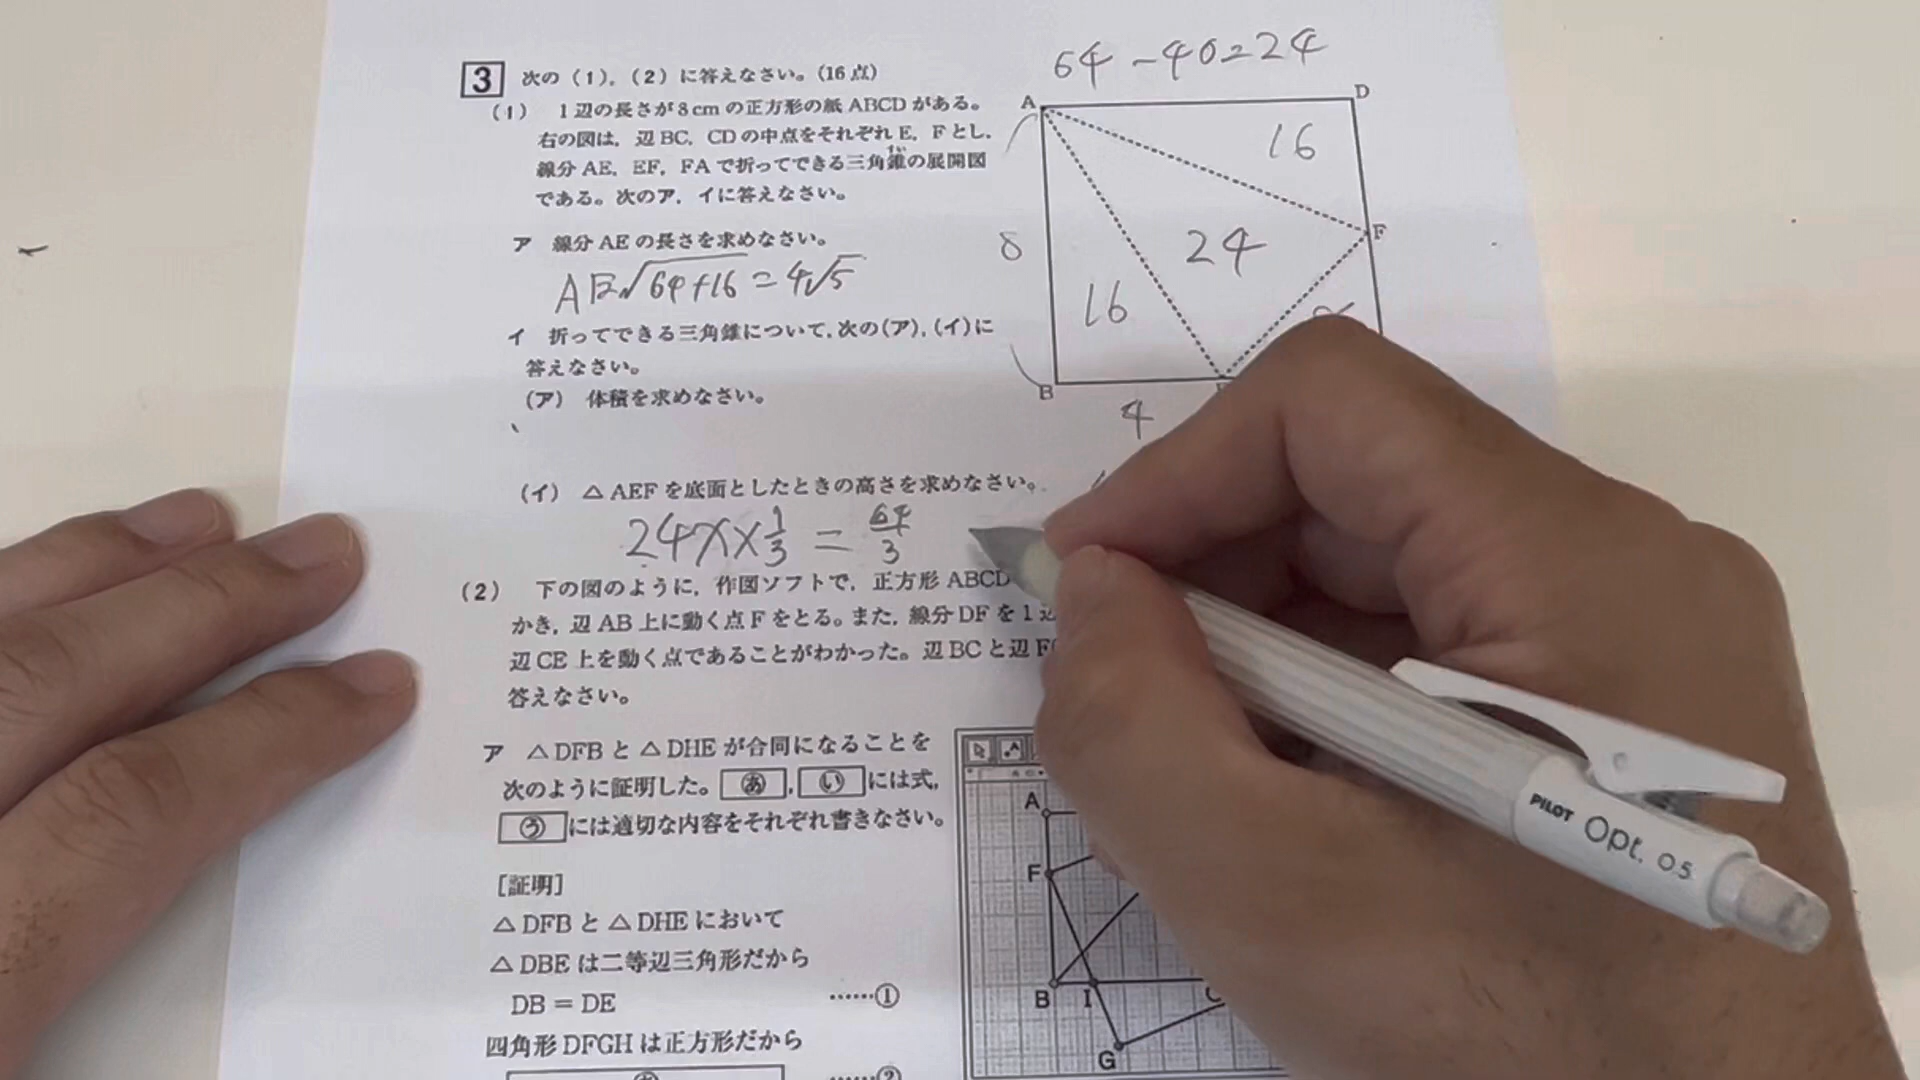 64-40=24
3 次の(1), (2)に答えなさい。(16点)
(1) 1辺の長さが8cmの正方形の紙ABCDがある。
右の図は, 辺BC, CDの中点をそれぞれE, Fとし,
線分AE, EF, FAで折ってできる三角錐の展開図
すい
である。次のア, イに答えなさい。
A
D
16
F
24
8
16
B
4
ア 線分AEの長さを求めなさい。
AE=√64+16=4√5
イ 折ってできる三角錐について, 次の(ア), (イ)に
答えなさい。
(ア) 体積を求めなさい。
(イ) △AEFを底面としたときの高さを求めなさい。
24×x×1/3=64/3
(2) 下の図のように, 作図ソフトで, 正方形ABCD
かき, 辺AB上に動く点Fをとる。また, 線分DFを1辺
辺CE上を動く点であることがわかった。辺BCと辺F
答えなさい。
ア △DFBと△DHEが合同になることを
次のように証明した。 あ , い には式,
う には適切な内容をそれぞれ書きなさい。
[証明]
△DFBと△DHEにおいて
△DBEは二等辺三角形だから
DB=DE ……①
四角形DFGHは正方形だから
……②
A
F
B
I
C
G
PILOT Opt. 0.5